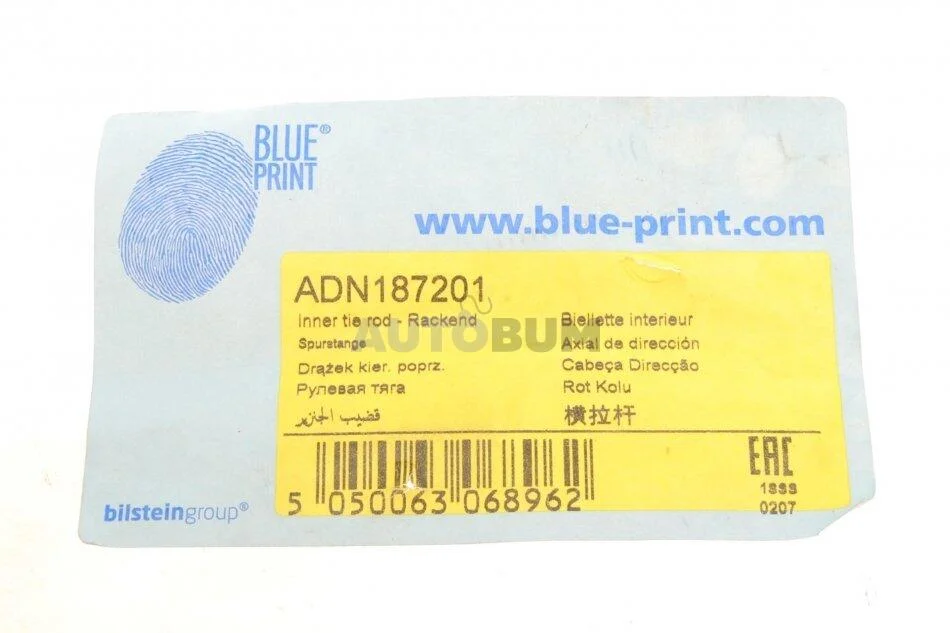 BLUE®
PRINT
www.blue-print.com
ADN187201
Inner tie rod - Rackend
Spurstange
Drążek kier. poprz.
Рулевая тяга
قضيب الجنزير
Biellette interieur
Axial de dirección
Cabeça Direcção
Rot Kolu
横拉杆
AUTOBUM
5 050063 068962
EAC
1SSS
0207
bilsteingroup®